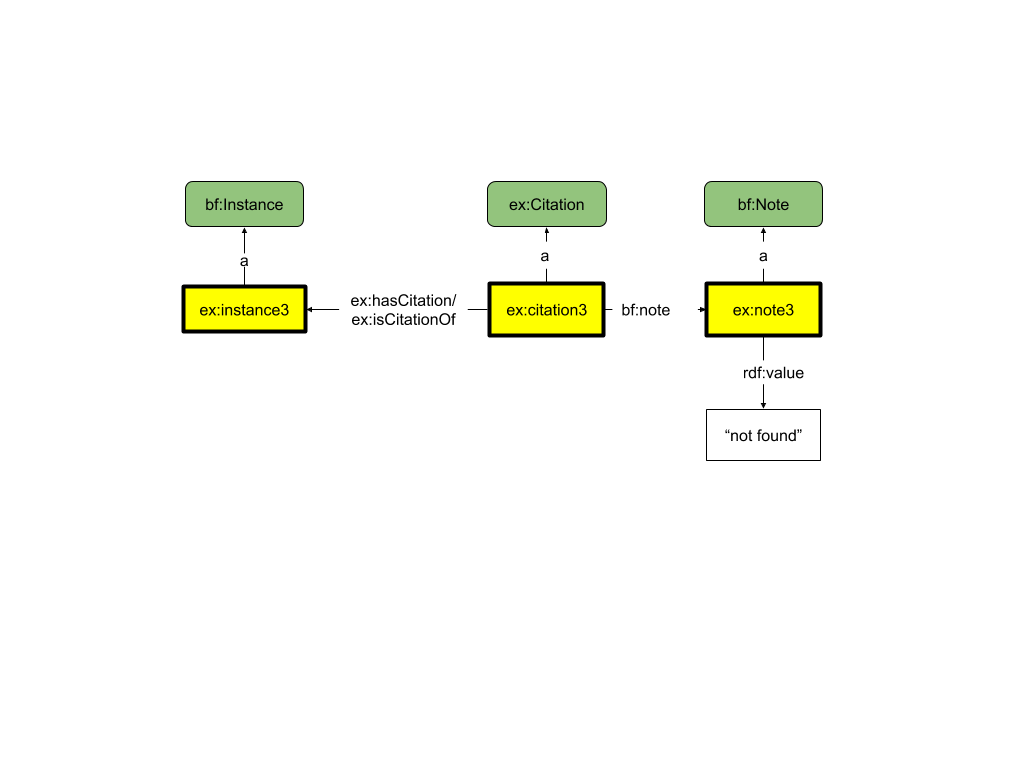 bf:Instance
ex:Citation
bf:Note
a
a
a
ex:instance3
ex:hasCitation/
ex:isCitationOf
ex:citation3
bf:note
ex:note3
rdf:value
“not found”